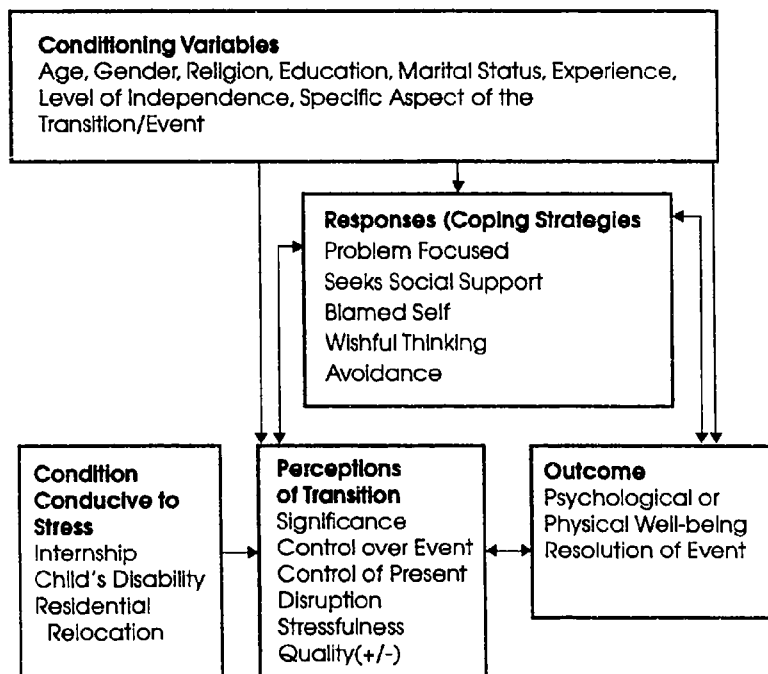 Conditioning Variables
Age, Gender, Religion, Education, Marital Status, Experience,
Level of Independence, Specific Aspect of the
Transition/Event
Responses (Coping Strategies
Problem Focused
Seeks Social Support
Blamed Self
Wishful Thinking
Avoidance
Condition
Conducive to
Stress
Internship
Child's Disability
Residential
Relocation
Perceptions
of Transition
Significance
Control over Event
Control of Present
Disruption
Stressfulness
Quality(+/-)
Outcome
Psychological or
Physical Well-being
Resolution of Event